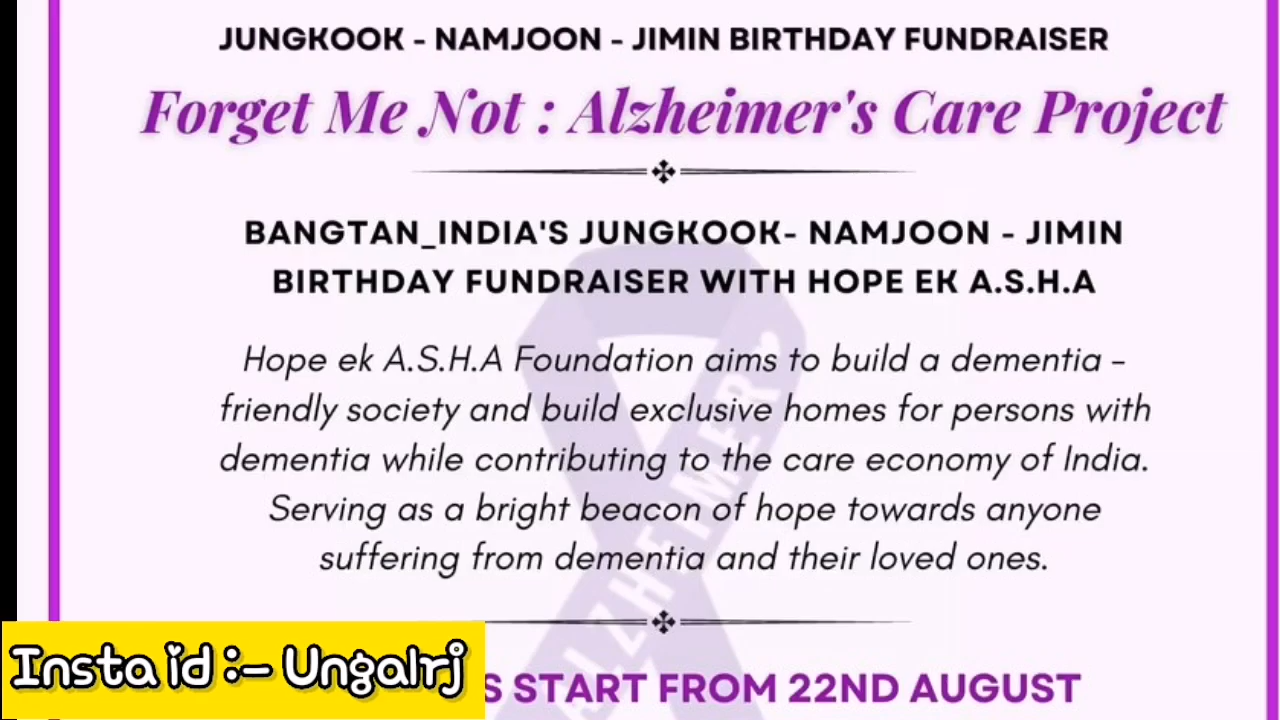 JUNGKOOK - NAMJOON - JIMIN BIRTHDAY FUNDRAISER
Forget Me Not : Alzheimer's Care Project
BANGTAN_INDIA'S JUNGKOOK- NAMJOON - JIMIN
BIRTHDAY FUNDRAISER WITH HOPE EK A.S.H.A
Hope ek A.S.H.A Foundation aims to build a dementia -
friendly society and build exclusive homes for persons with
dementia while contributing to the care economy of India.
Serving as a bright beacon of hope towards anyone
suffering from dementia and their loved ones.
ALZHEIMER
START FROM 22ND AUGUST
Insta id :- Ungalrj